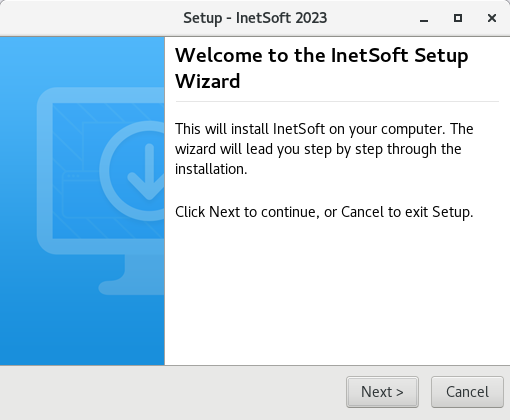 Setup - InetSoft 2023
Welcome to the InetSoft Setup
Wizard
This will install InetSoft on your computer. The
wizard will lead you step by step through the
installation.
Click Next to continue, or Cancel to exit Setup.
Next >
Cancel